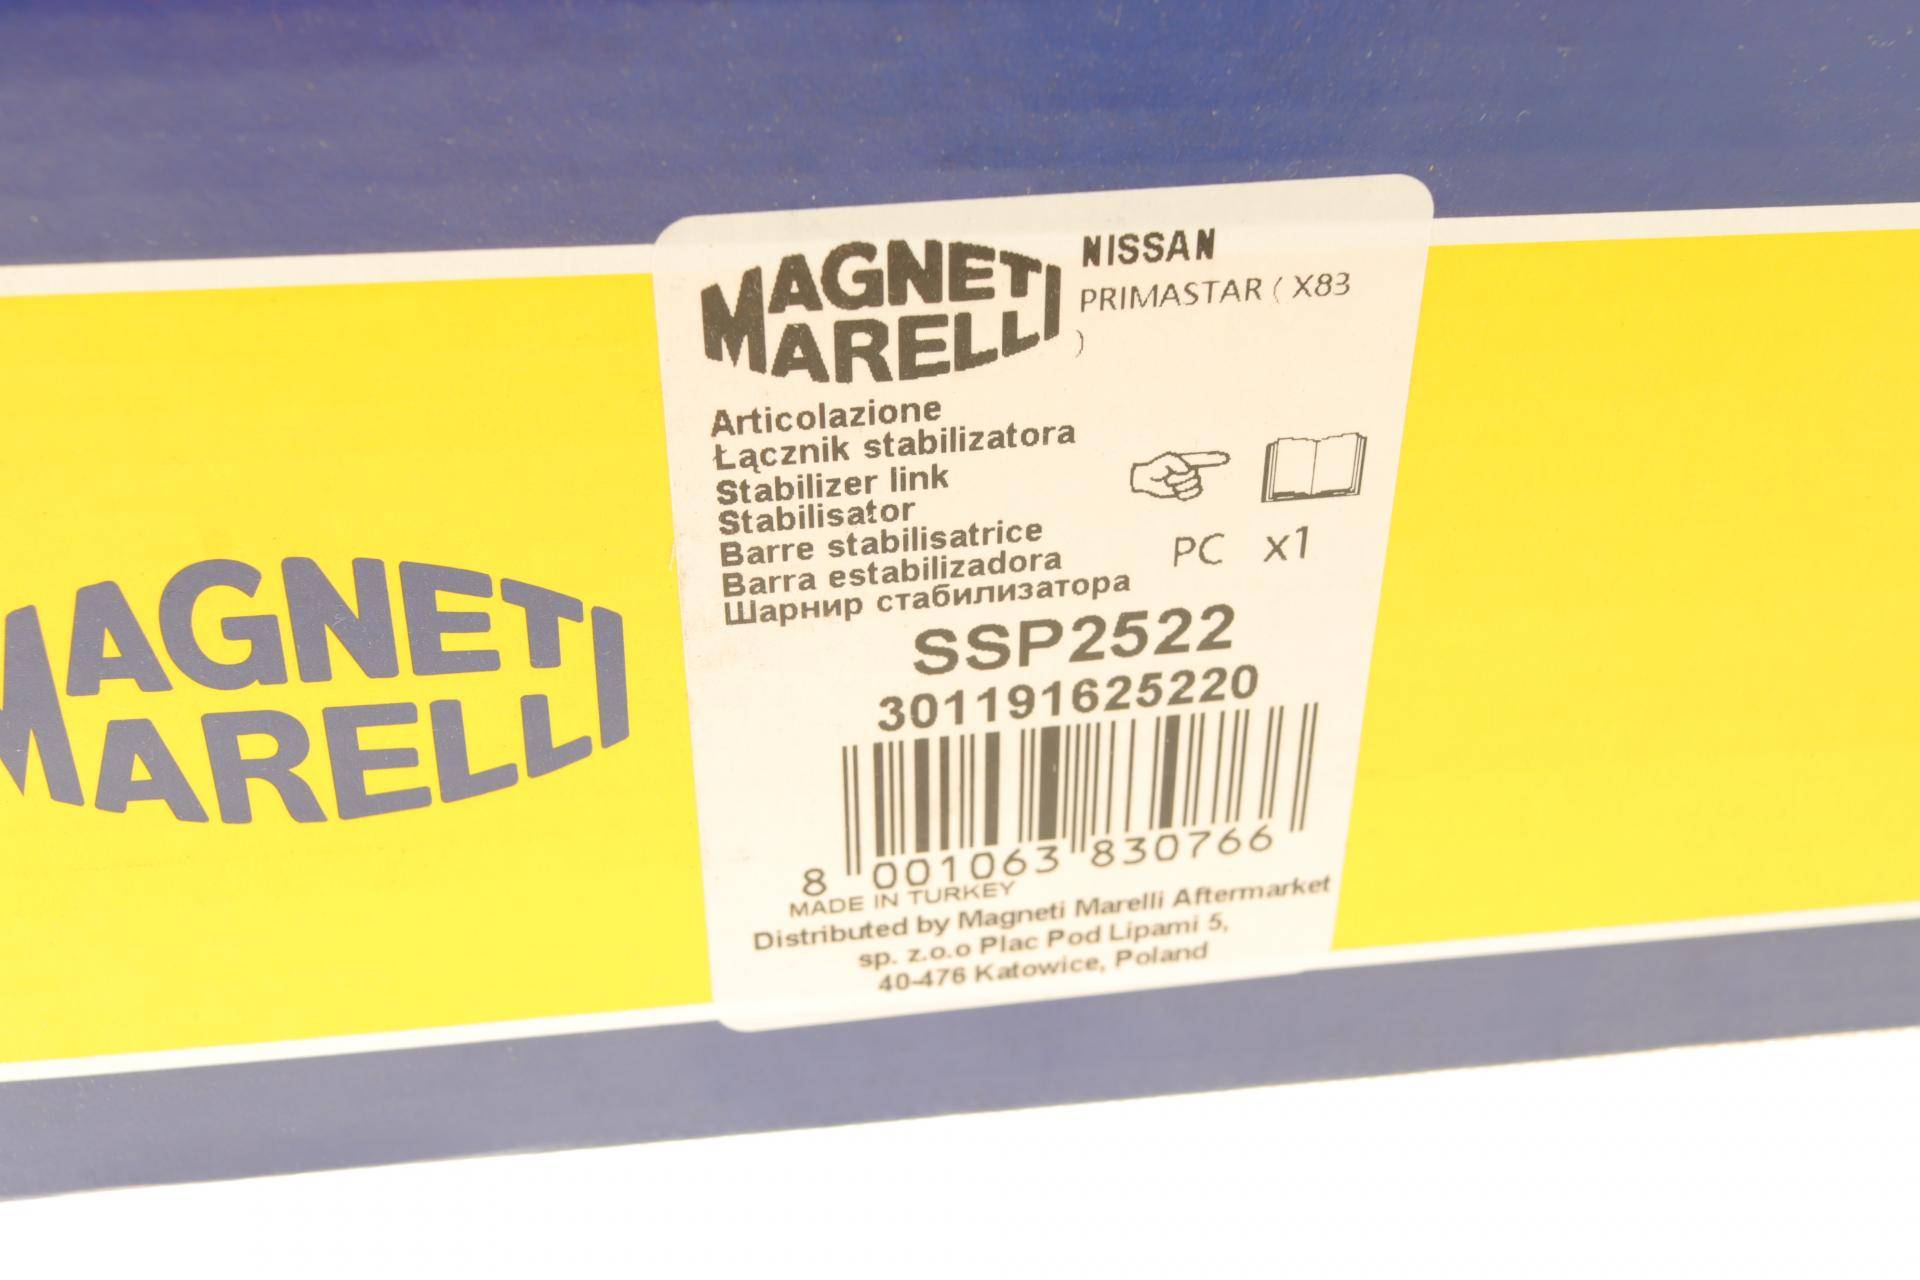 MAGNETI
MARELLI
NISSAN
PRIMASTAR ( X83
)
Articolazione
Łącznik stabilizatora
Stabilizer link
Stabilisator
Barre stabilisatrice
Barra estabilizadora
Шарнир стабилизатора
PC x1
SSP2522
301191625220
8 001063 830766
MADE IN TURKEY
Distributed by Magneti Marelli Aftermarket
sp. z.o.o Plac Pod Lipami 5,
40-476 Katowice, Poland
MAGNETI
MARELLI